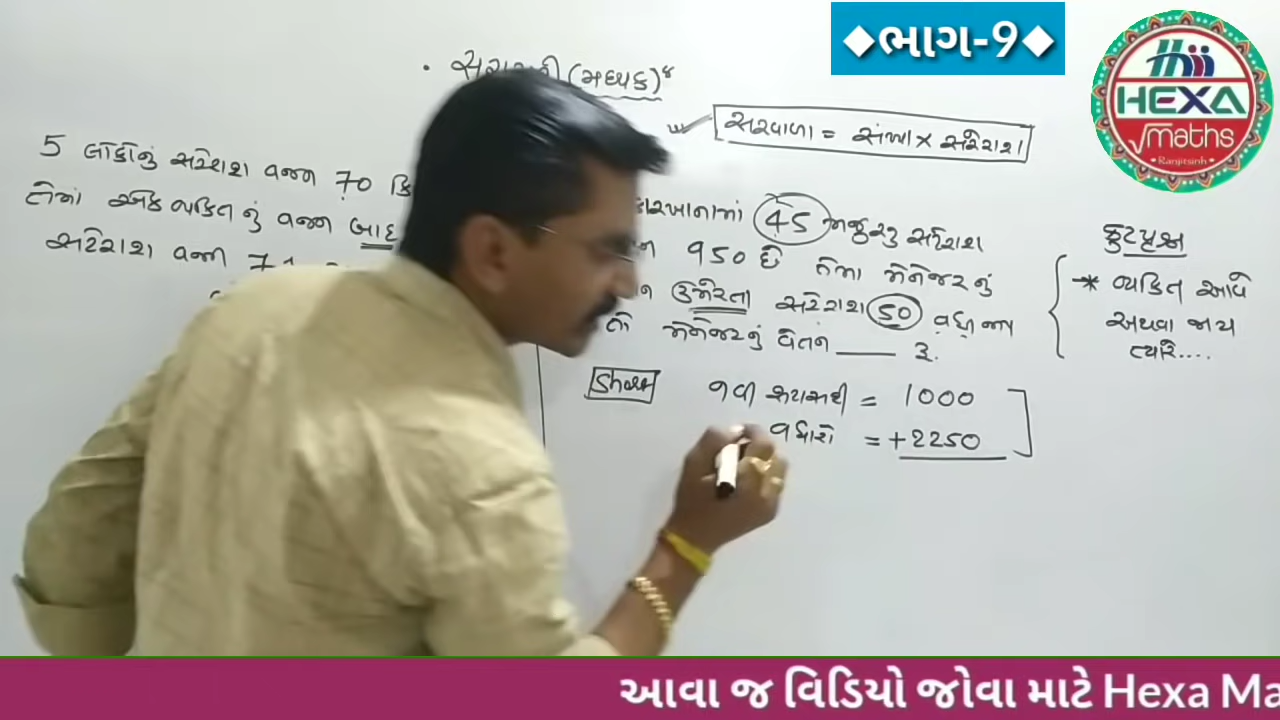 ◆ભાગ-9◆
HEXA
maths
Ranjitsinh
(મધ્યક)
સરવાળા = સંખ્યા × સરેરાશ
5 લોકોનું સરેરાશ વજન 70 કિ
તેમાં એક વ્યકિતનું વજન બાદ
સરેરાશ વજન 71
45 મજુરનુ સરેરાશ
950 છે તેમા મેનેજરનું
ઉમેરતા સરેરાશ 50 વધી જાય
તો મેનેજરનું વેતન ____ રૂ.
કુટપ્રશ્ન
* વ્યકિત આવે
અથવા જાય
ત્યારે....
Short
નવી સરાસરી = 1000
વધારો = +2250
આવા જ વિડિયો જોવા માટે Hexa Ma